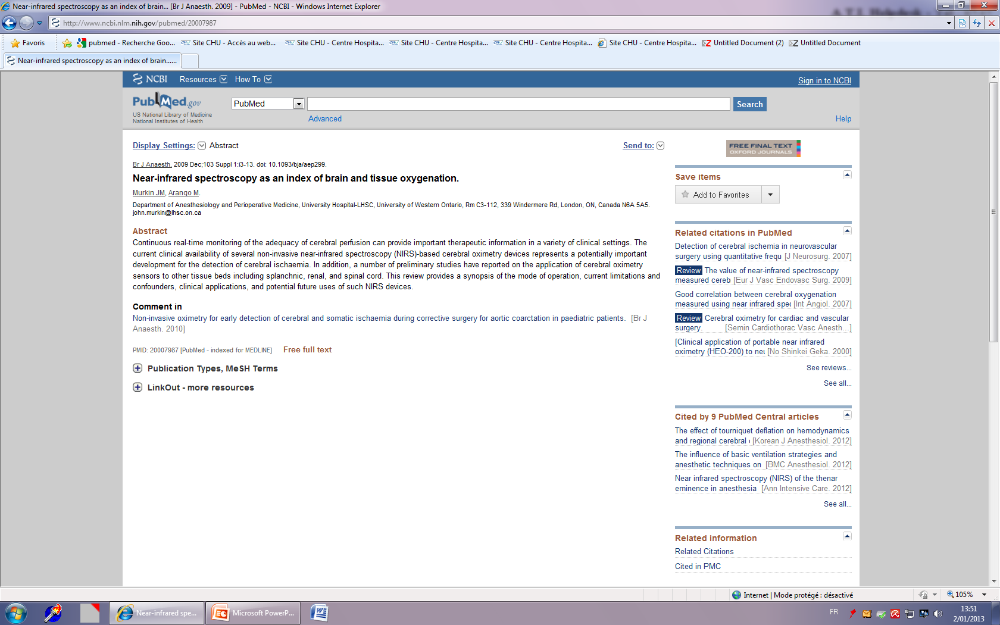 Near-infrared spectroscopy as an index of brain... [Br J Anaesth. 2009] - PubMed - NCBI - Windows Internet Explorer
http://www.ncbi.nlm.nih.gov/pubmed/20007987
Favoris
pubmed - Recherche Goo...
Site CHU - Accès au web...
Site CHU - Centre Hospita...
Site CHU - Centre Hospita...
Site CHU - Centre Hospita...
Site CHU - Centre Hospita...
Untitled Document (2)
Untitled Document
Near-infrared spectroscopy as an index of brain......
NCBI Resources How To
Sign in to NCBI
PubMed.gov
US National Library of Medicine
National Institutes of Health
PubMed
Search
Advanced
Help
Display Settings: Abstract
Send to:
Br J Anaesth. 2009 Dec;103 Suppl 1:i3-13. doi: 10.1093/bja/aep299.
Near-infrared spectroscopy as an index of brain and tissue oxygenation.
Murkin JM, Arango M.
Department of Anesthesiology and Perioperative Medicine, University Hospital-LHSC, University of Western Ontario, Rm C3-112, 339 Windermere Rd, London, ON, Canada N6A 5A5.
john.murkin@lhsc.on.ca
Abstract
Continuous real-time monitoring of the adequacy of cerebral perfusion can provide important therapeutic information in a variety of clinical settings. The
current clinical availability of several non-invasive near-infrared spectroscopy (NIRS)-based cerebral oximetry devices represents a potentially important
development for the detection of cerebral ischaemia. In addition, a number of preliminary studies have reported on the application of cerebral oximetry
sensors to other tissue beds including splanchnic, renal, and spinal cord. This review provides a synopsis of the mode of operation, current limitations and
confounders, clinical applications, and potential future uses of such NIRS devices.
Comment in
Non-invasive oximetry for early detection of cerebral and somatic ischaemia during corrective surgery for aortic coarctation in paediatric patients. [Br J
Anaesth. 2010]
PMID: 20007987 [PubMed - indexed for MEDLINE] Free full text
Publication Types, MeSH Terms
LinkOut - more resources
FREE FINAL TEXT
OXFORD JOURNALS
Save items
Add to Favorites
Related citations in PubMed
Detection of cerebral ischemia in neurovascular
surgery using quantitative frequ [J Neurosurg. 2007]
Review The value of near-infrared spectroscopy
measured cereb [Eur J Vasc Endovasc Surg. 2009]
Good correlation between cerebral oxygenation
measured using near infrared spec [Int Angiol. 2007]
Review Cerebral oximetry for cardiac and vascular
surgery. [Semin Cardiothorac Vasc Anesth...]
[Clinical application of portable near infrared
oximetry (HEO-200) to neu [No Shinkei Geka. 2000]
See reviews...
See all...
Cited by 9 PubMed Central articles
The effect of tourniquet deflation on hemodynamics
and regional cerebral [Korean J Anesthesiol. 2012]
The influence of basic ventilation strategies and
anesthetic techniques on [BMC Anesthesiol. 2012]
Near infrared spectroscopy (NIRS) of the thenar
eminence in anesthesia [Ann Intensive Care. 2012]
See all...
Related information
Related Citations
Cited in PMC
Internet | Mode protégé : désactivé
105%
Near-infrared spe...
Microsoft PowerP...
FR
13:51
2/01/2013